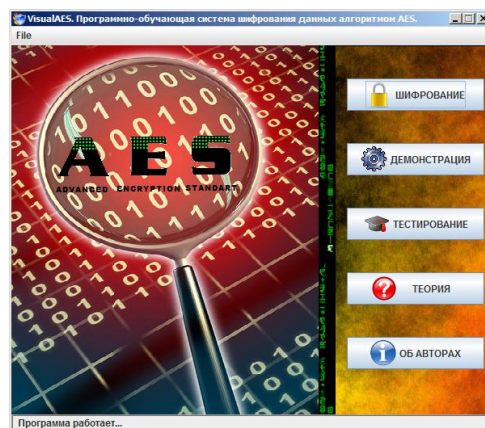 VisualAES. Программно-обучающая система шифрования данных алгоритмом AES.
File
AES
ADVANCED ENCRYPTION STANDART
ШИФРОВАНИЕ
ДЕМОНСТРАЦИЯ
ТЕСТИРОВАНИЕ
ТЕОРИЯ
ОБ АВТОРАХ
Программа работает...